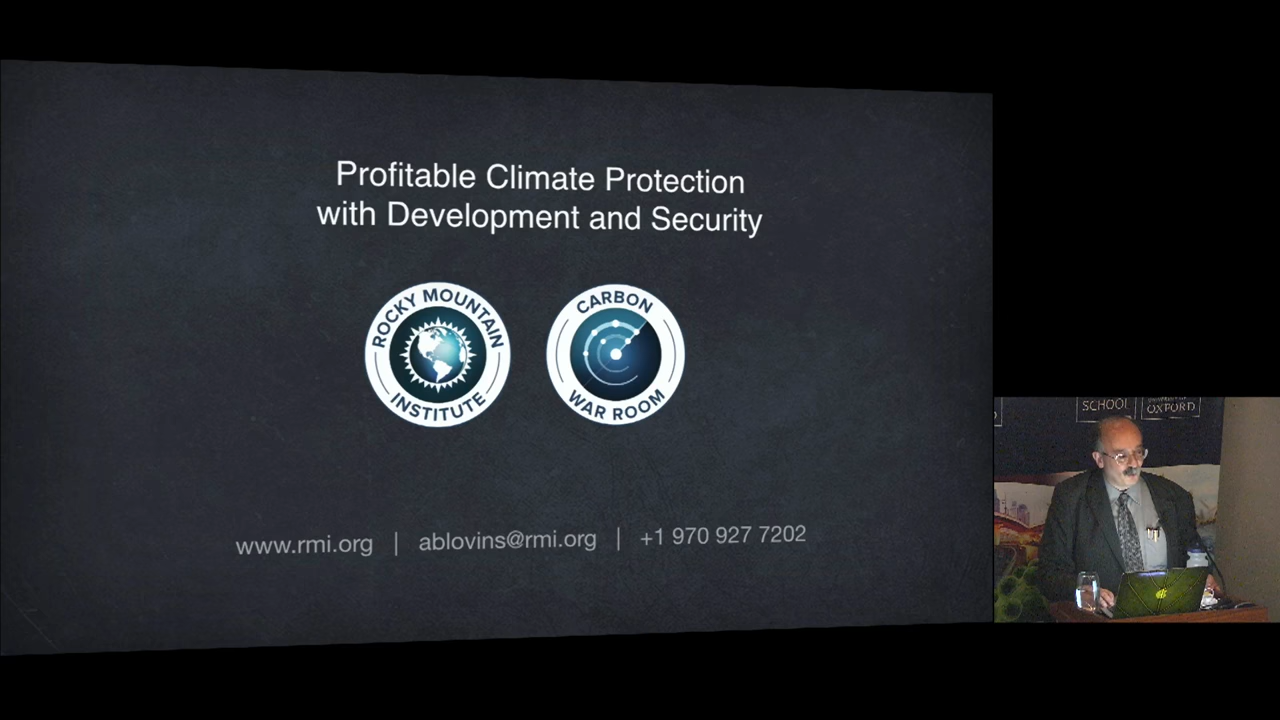 Profitable Climate Protection
with Development and Security
ROCKY MOUNTAIN
INSTITUTE
CARBON
WAR ROOM
www.rmi.org | ablovins@rmi.org | +1 970 927 7202
SCHOOL
OXFORD